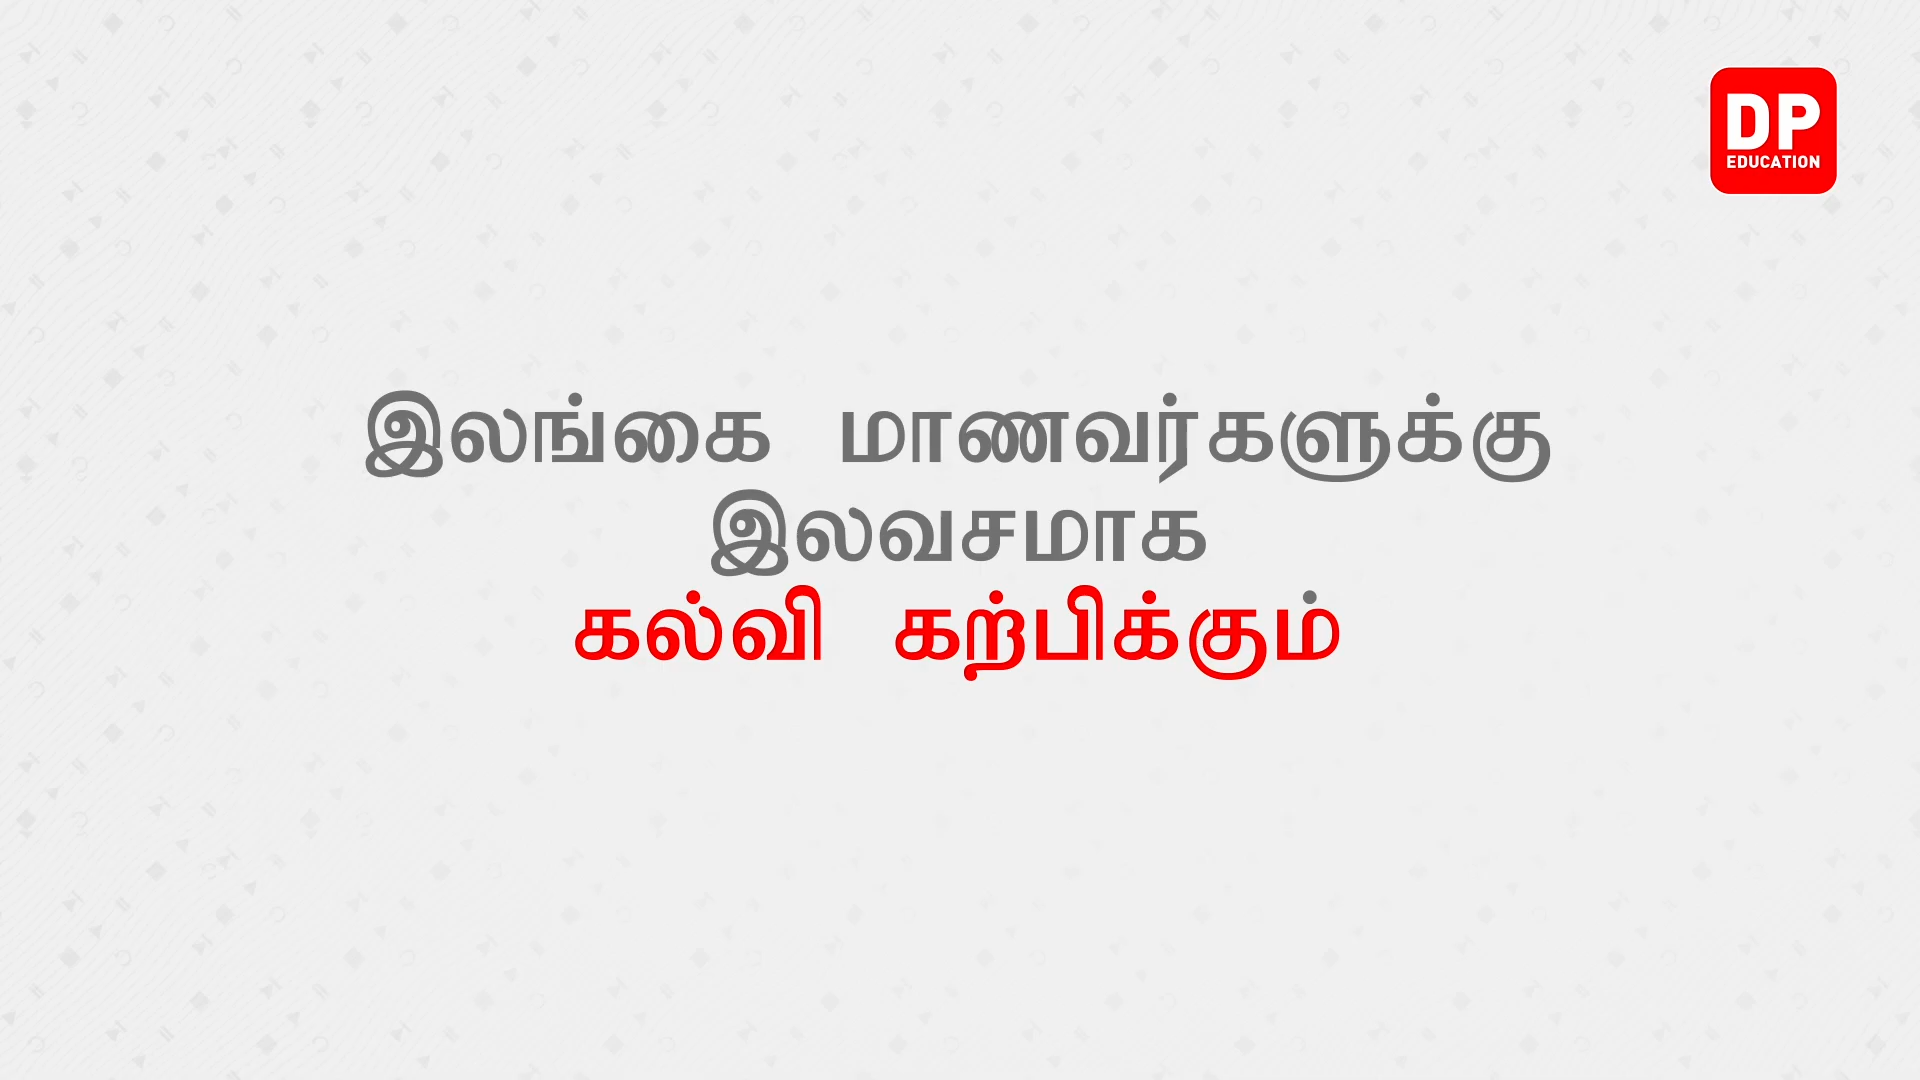 DP
EDUCATION
இலங்கை மாணவர்களுக்கு
இலவசமாக
கல்வி கற்பிக்கும்